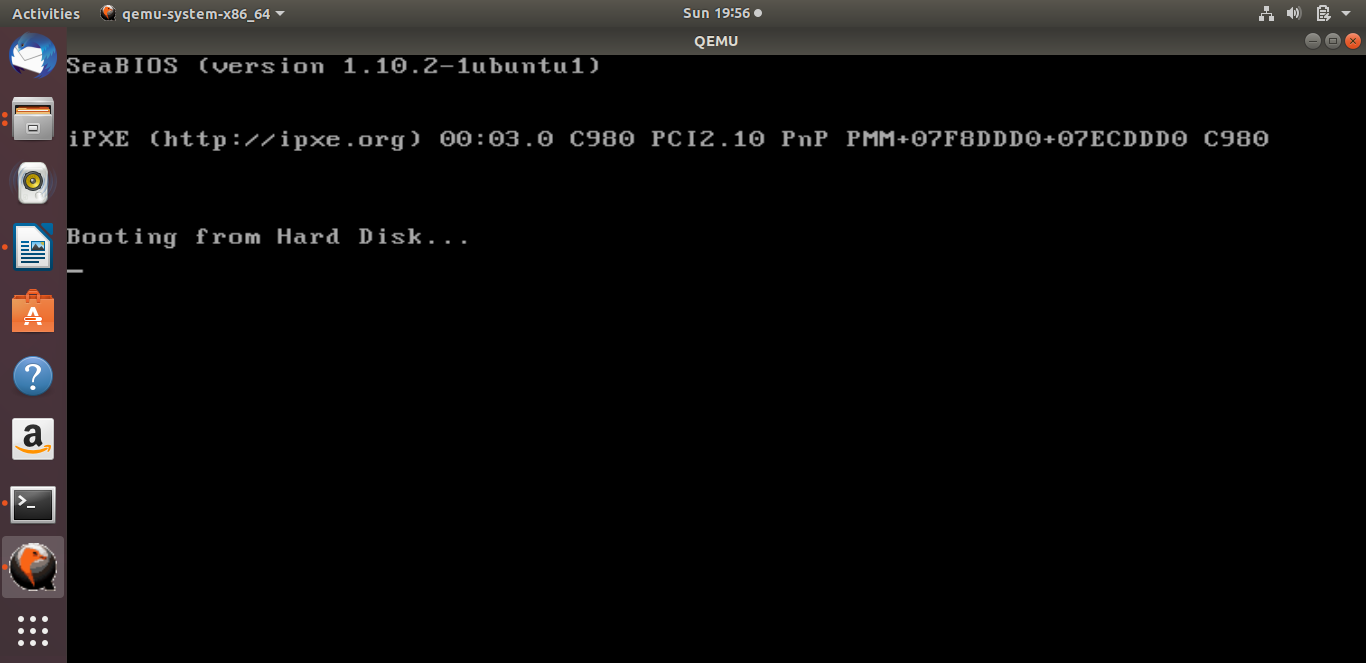 Activities
qemu-system-x86_64
Sun 19:56
QEMU
SeaBIOS (version 1.10.2-1ubuntu1)
iPXE (http://ipxe.org) 00:03.0 C980 PCI2.10 PnP PMM+07F8DDD0+07ECDDD0 C980
Booting from Hard Disk...
_